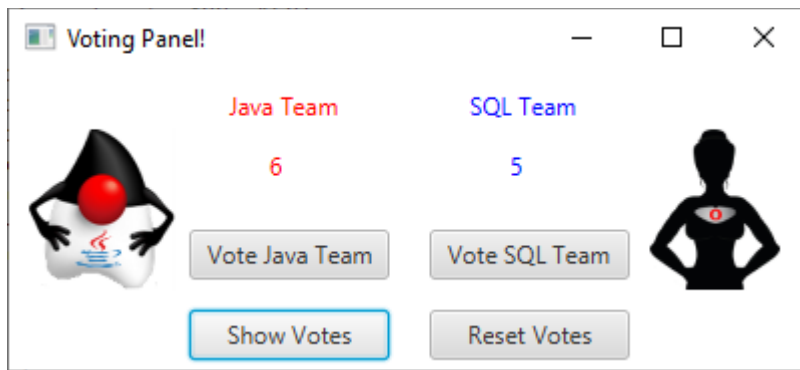 Voting Panel!
Java Team SQL Team
6 5
O
Vote Java Team Vote SQL Team
Show Votes Reset Votes